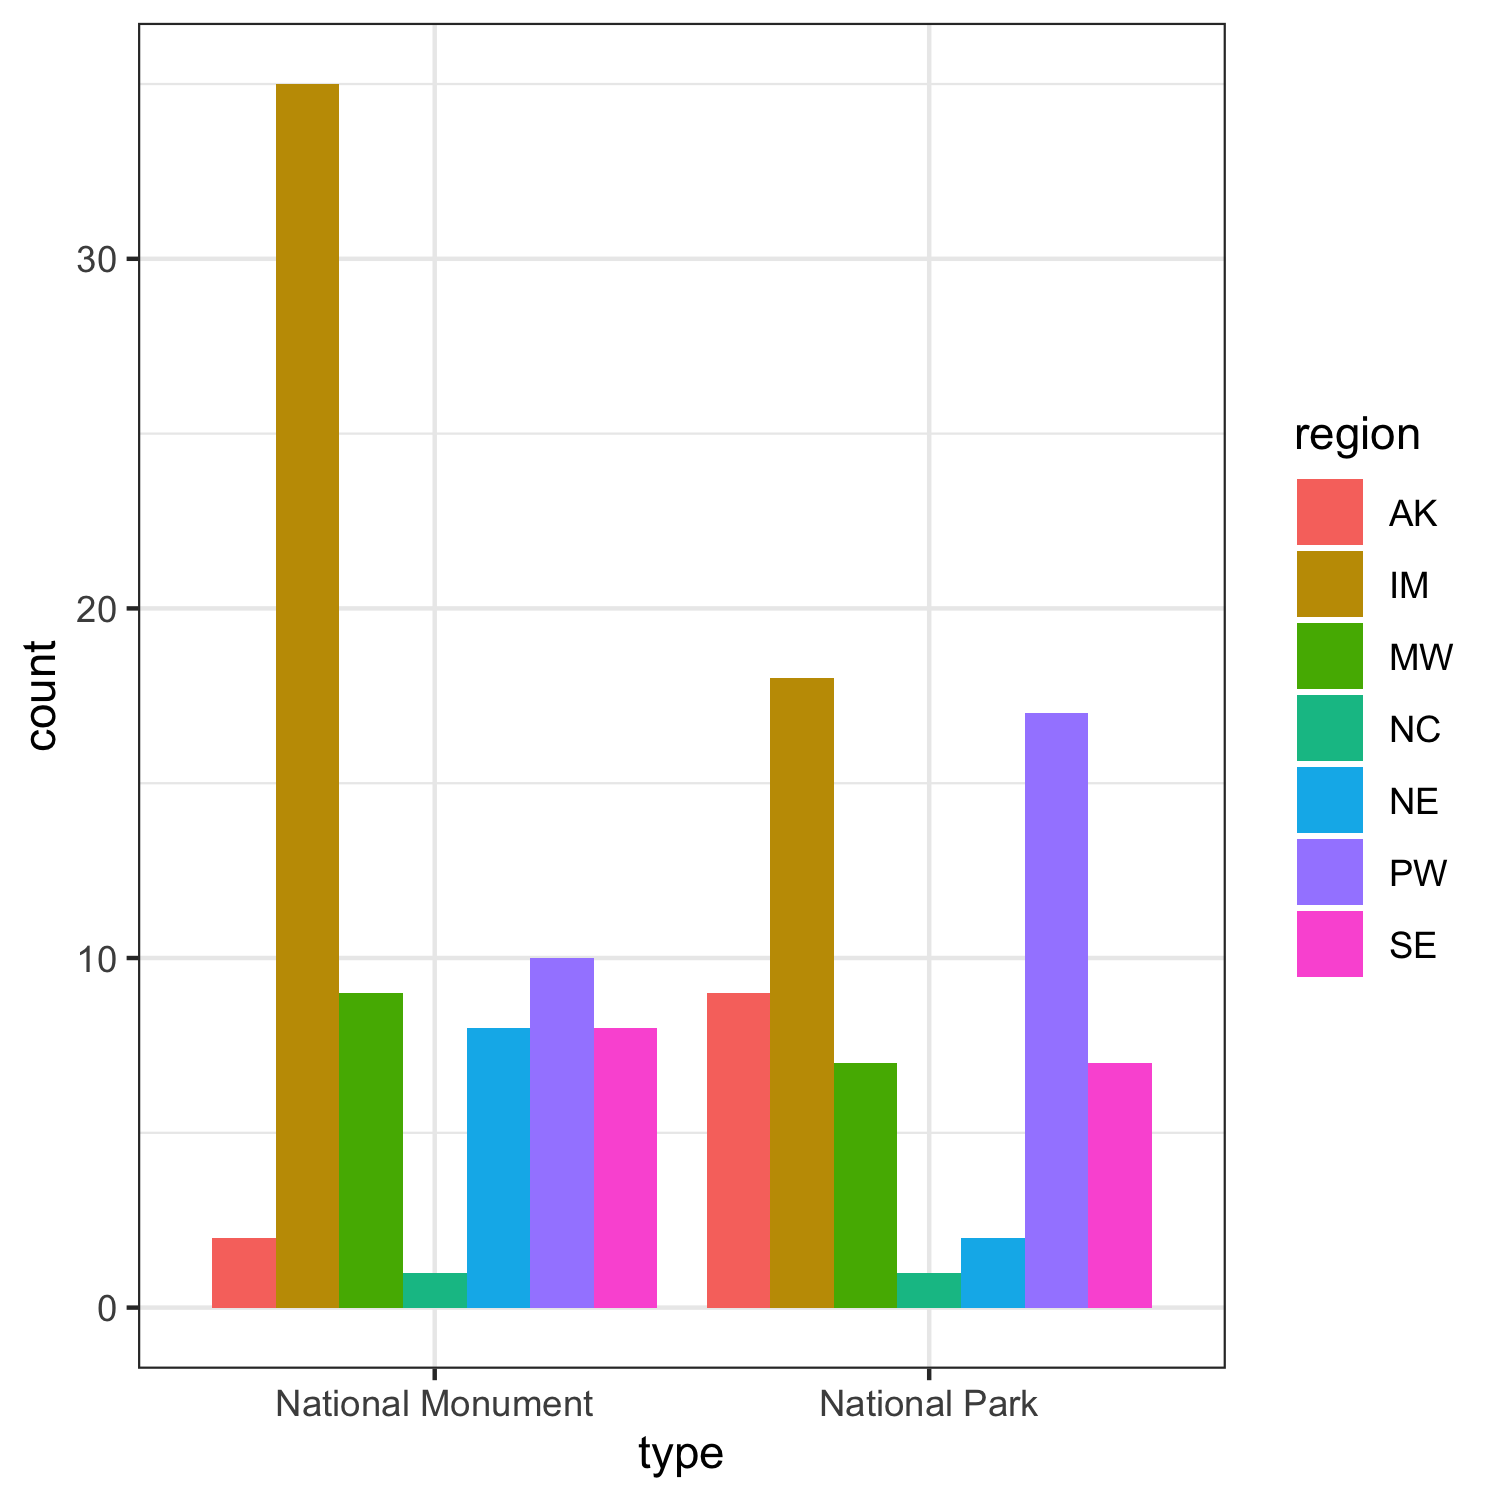 count
30
20
10
0
National Monument
National Park
type
region
AK
IM
MW
NC
NE
PW
SE